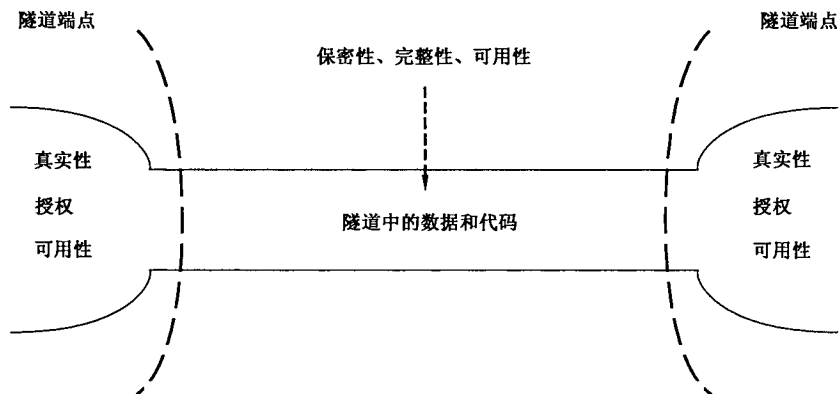 隧道端点
隧道端点
保密性、完整性、可用性
真实性
真实性
授权
隧道中的数据和代码
授权
可用性
可用性